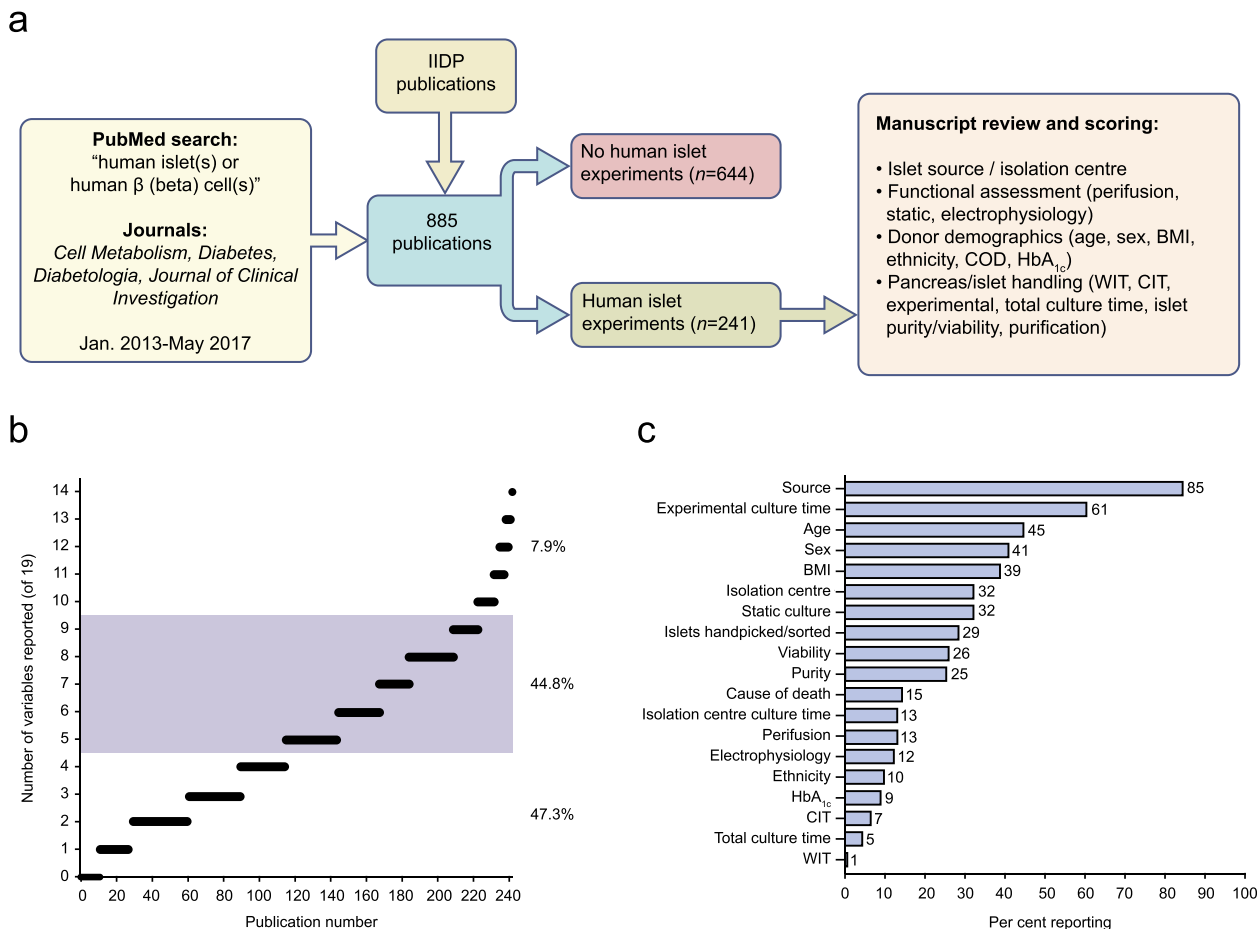 a
IIDP
publications
PubMed search:
“human islet(s) or
human β (beta) cell(s)”
Journals:
Cell Metabolism, Diabetes,
Diabetologia, Journal of Clinical
Investigation
Jan. 2013-May 2017
885
publications
No human islet
experiments (n=644)
Human islet
experiments (n=241)
Manuscript review and scoring:
• Islet source / isolation centre
• Functional assessment (perifusion,
static, electrophysiology)
• Donor demographics (age, sex, BMI,
ethnicity, COD, HbA1c)
• Pancreas/islet handling (WIT, CIT,
experimental, total culture time, islet
purity/viability, purification)
b
Number of variables reported (of 19)
14
13
12
11
10
9
8
7
6
5
4
3
2
1
0
7.9%
44.8%
47.3%
0 20 40 60 80 100 120 140 160 180 200 220 240
Publication number
c
Source 85
Experimental culture time 61
Age 45
Sex 41
BMI 39
Isolation centre 32
Static culture 32
Islets handpicked/sorted 29
Viability 26
Purity 25
Cause of death 15
Isolation centre culture time 13
Perifusion 13
Electrophysiology 12
Ethnicity 10
HbA1c 9
CIT 7
Total culture time 5
WIT 1
0 10 20 30 40 50 60 70 80 90 100
Per cent reporting